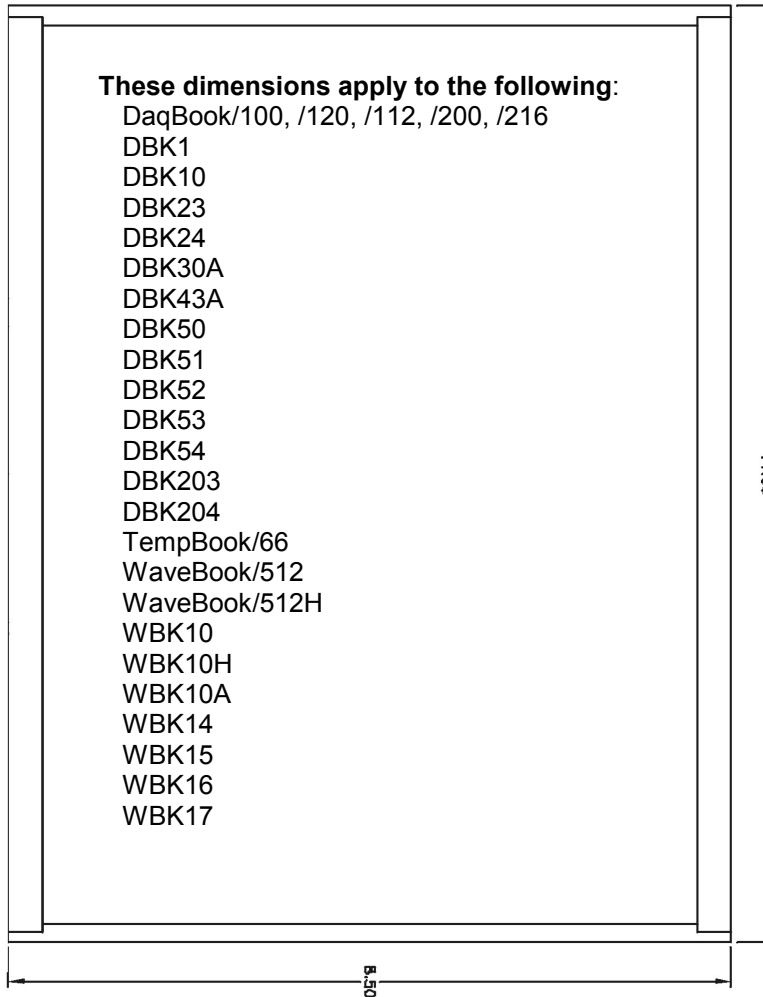 These dimensions apply to the following:
DaqBook/100, /120, /112, /200, /216
DBK1
DBK10
DBK23
DBK24
DBK30A
DBK43A
DBK50
DBK51
DBK52
DBK53
DBK54
DBK203
DBK204
TempBook/66
WaveBook/512
WaveBook/512H
WBK10
WBK10H
WBK10A
WBK14
WBK15
WBK16
WBK17